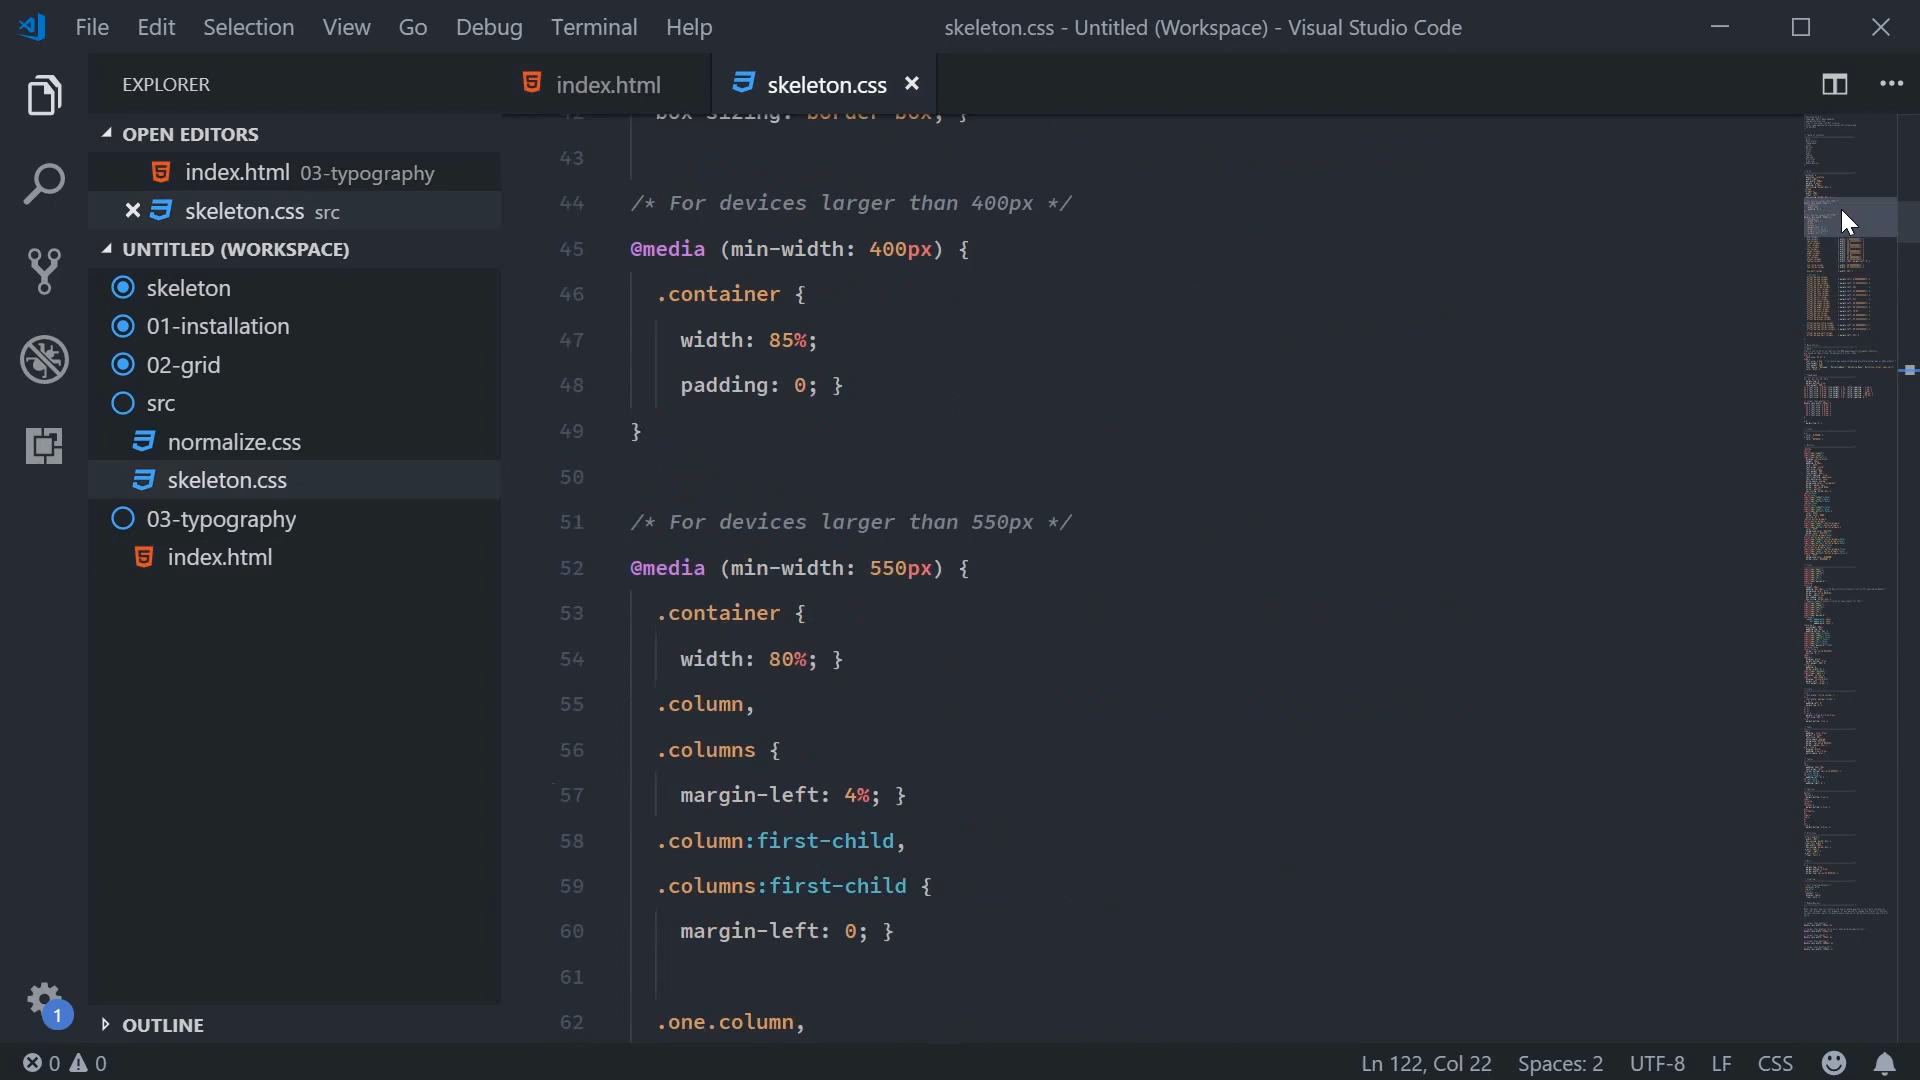 File Edit Selection View Go Debug Terminal Help
skeleton.css - Untitled (Workspace) - Visual Studio Code
EXPLORER
OPEN EDITORS
index.html 03-typography
skeleton.css src
UNTITLED (WORKSPACE)
skeleton
01-installation
02-grid
src
normalize.css
skeleton.css
03-typography
index.html
OUTLINE
1
index.html
skeleton.css
42 box-sizing: border-box; }
43
44 /* For devices larger than 400px */
45 @media (min-width: 400px) {
46 .container {
47 width: 85%;
48 padding: 0; }
49 }
50
51 /* For devices larger than 550px */
52 @media (min-width: 550px) {
53 .container {
54 width: 80%; }
55 .column,
56 .columns {
57 margin-left: 4%; }
58 .column:first-child,
59 .columns:first-child {
60 margin-left: 0; }
61
62 .one.column,
0 0
Ln 122, Col 22 Spaces: 2 UTF-8 LF CSS